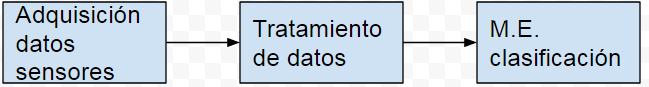 Adquisición
datos
sensores
Tratamiento
de datos
M.E.
clasificación